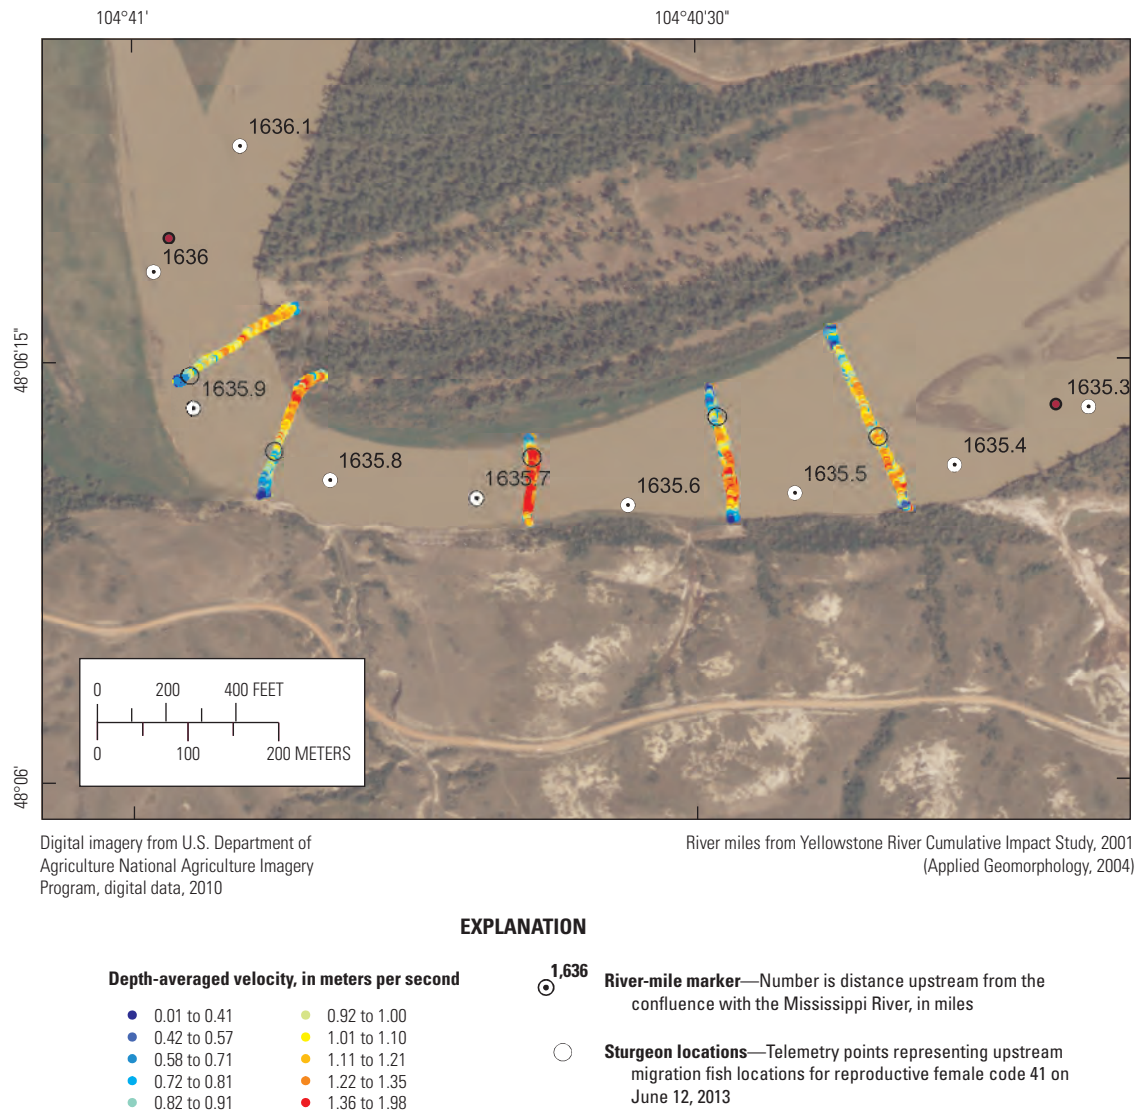 104°41' 104°40'30"
1636.1
1636
48°06'15"
1635.9
1635.3
1635.8
1635.7
1635.6
1635.5
1635.4
0 200 400 FEET
0 100 200 METERS
48°06'
Digital imagery from U.S. Department of
Agriculture National Agriculture Imagery
Program, digital data, 2010
River miles from Yellowstone River Cumulative Impact Study, 2001
(Applied Geomorphology, 2004)
EXPLANATION
Depth-averaged velocity, in meters per second
0.01 to 0.41
0.42 to 0.57
0.58 to 0.71
0.72 to 0.81
0.82 to 0.91
0.92 to 1.00
1.01 to 1.10
1.11 to 1.21
1.22 to 1.35
1.36 to 1.98
1,636
River-mile marker—Number is distance upstream from the
confluence with the Mississippi River, in miles
Sturgeon locations—Telemetry points representing upstream
migration fish locations for reproductive female code 41 on
June 12, 2013